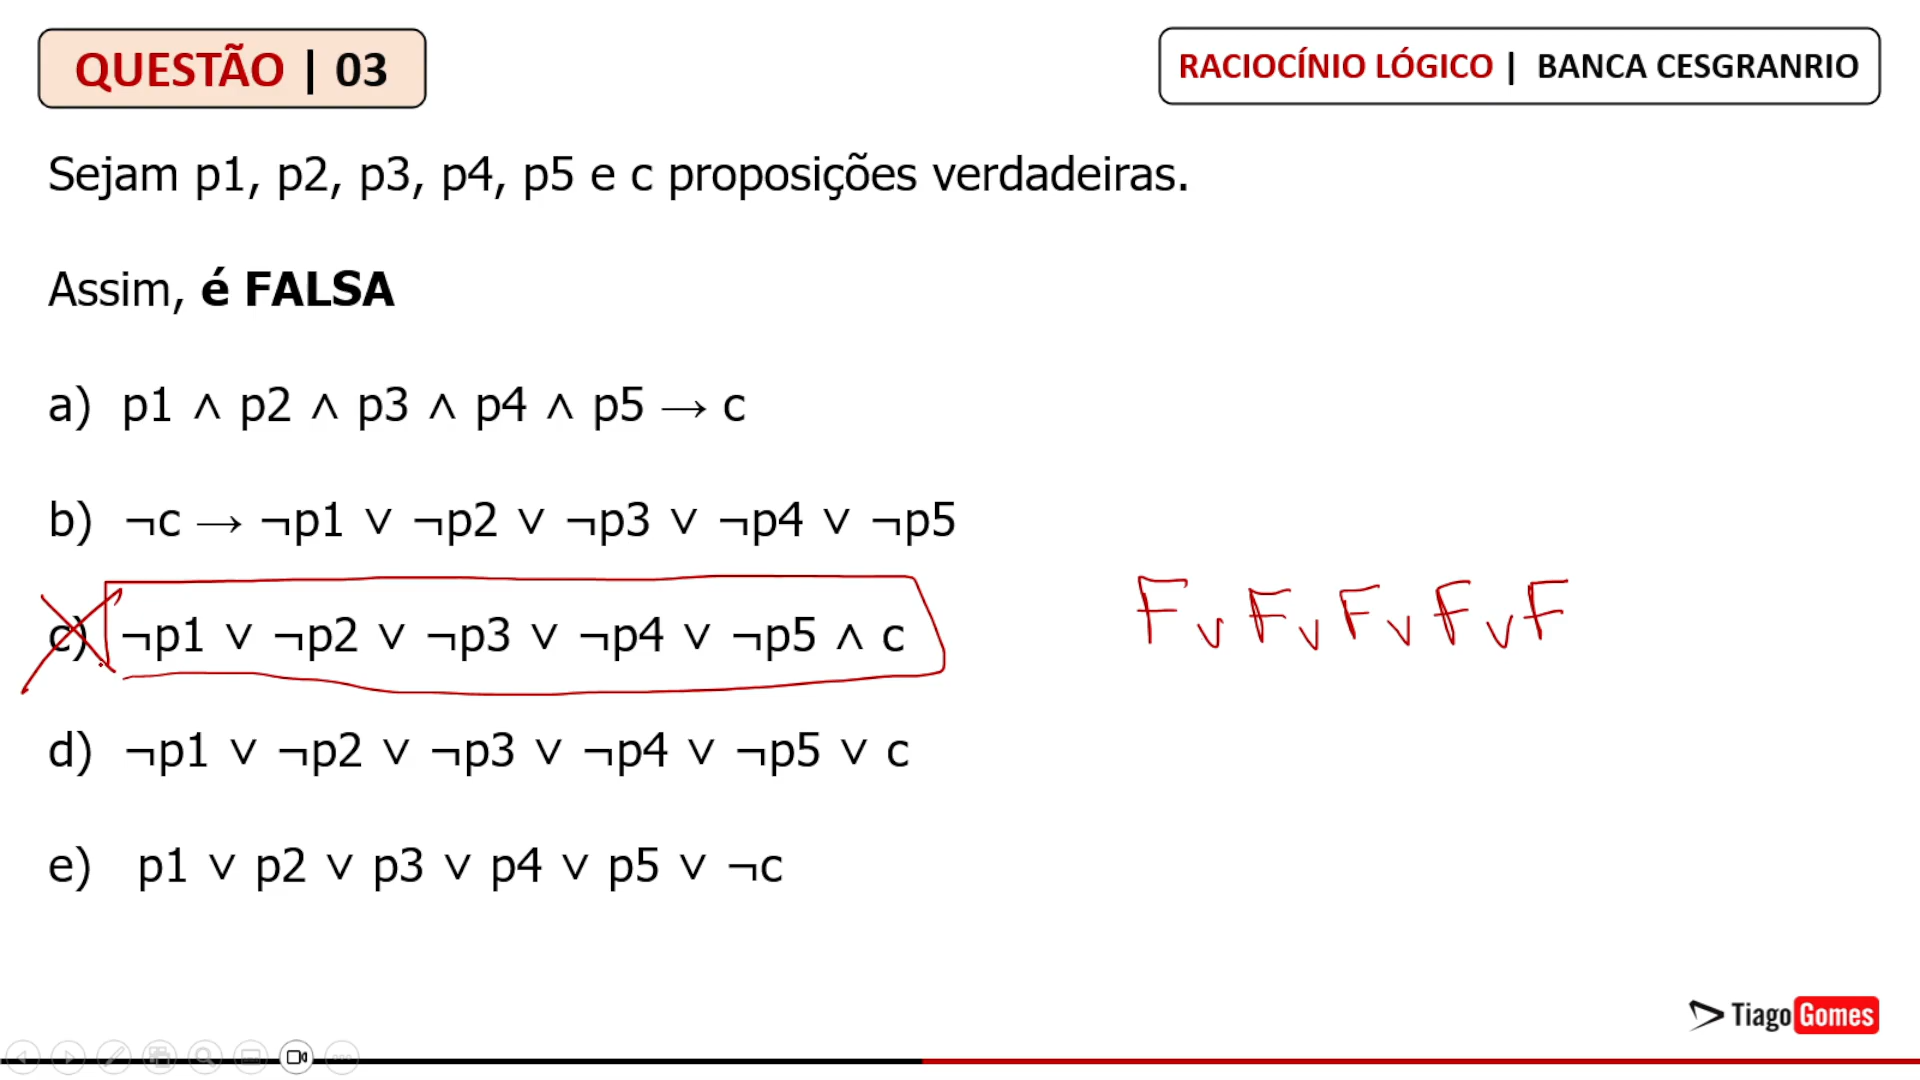 QUESTÃO | 03
RACIOCÍNIO LÓGICO | BANCA CESGRANRIO
Sejam p1, p2, p3, p4, p5 e c proposições verdadeiras.
Assim, é FALSA
a) p1 ∧ p2 ∧ p3 ∧ p4 ∧ p5 → c
b) ¬c → ¬p1 ∨ ¬p2 ∨ ¬p3 ∨ ¬p4 ∨ ¬p5
c) ¬p1 ∨ ¬p2 ∨ ¬p3 ∨ ¬p4 ∨ ¬p5 ∧ c
F v F v F v F v F
d) ¬p1 ∨ ¬p2 ∨ ¬p3 ∨ ¬p4 ∨ ¬p5 ∨ c
e) p1 ∨ p2 ∨ p3 ∨ p4 ∨ p5 ∨ ¬c
Tiago Gomes